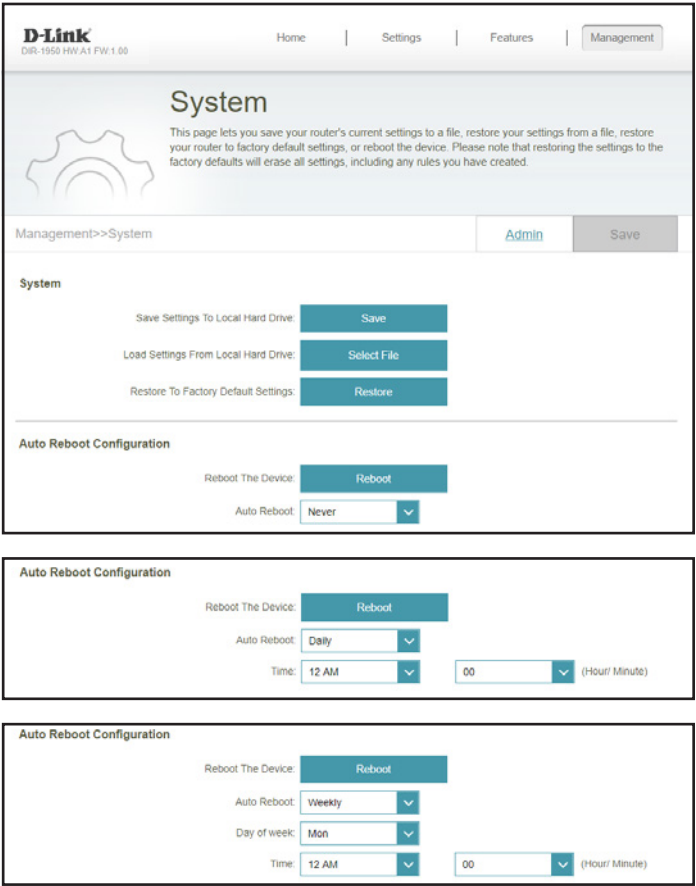 D-Link
DIR-1950 HW:A1 FW:1.00
Home | Settings | Features | Management
System
This page lets you save your router's current settings to a file, restore your settings from a file, restore
your router to factory default settings, or reboot the device. Please note that restoring the settings to the
factory defaults will erase all settings, including any rules you have created.
Management>>System
Admin
Save
System
Save Settings To Local Hard Drive: Save
Load Settings From Local Hard Drive: Select File
Restore To Factory Default Settings: Restore
Auto Reboot Configuration
Reboot The Device: Reboot
Auto Reboot: Never
Auto Reboot Configuration
Reboot The Device: Reboot
Auto Reboot: Daily
Time: 12 AM 00 (Hour/ Minute)
Auto Reboot Configuration
Reboot The Device: Reboot
Auto Reboot: Weekly
Day of week: Mon
Time: 12 AM 00 (Hour/ Minute)